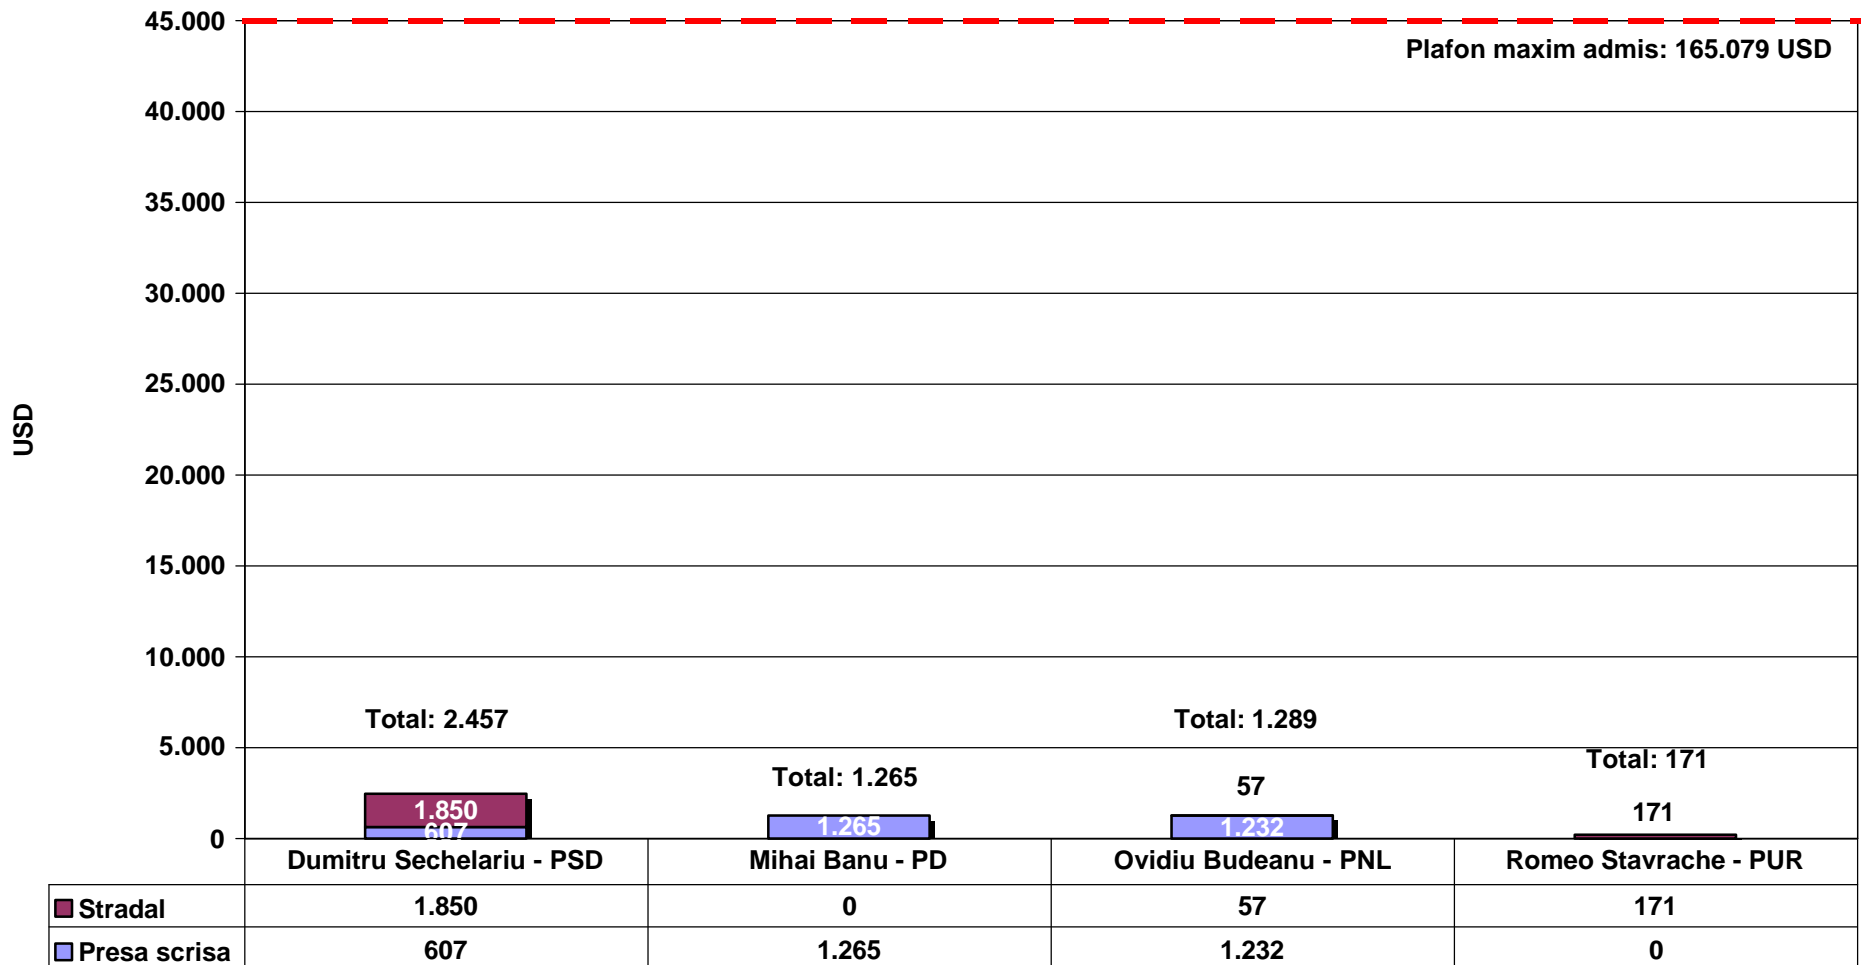 45.000
Plafon maxim admis: 165.079 USD
40.000
35.000
30.000
25.000
20.000
15.000
10.000
5.000
0
USD
Total: 2.457
Total: 1.265
Total: 1.289
Total: 171
1.850
607
1.265
57
1.232
171
Dumitru Sechelariu - PSD Mihai Banu - PD Ovidiu Budeanu - PNL Romeo Stavrache - PUR
Stradal 1.850 0 57 171
Presa scrisa 607 1.265 1.232 0